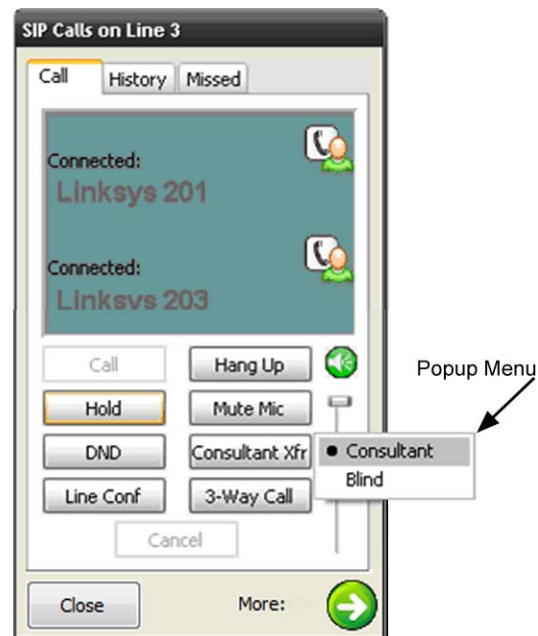 SIP Calls on Line 3
Call History Missed
Connected:
Linksys 201
Connected:
Linksys 203
Call Hang Up
Hold Mute Mic
DND Consultant Xfr
Line Conf 3-Way Call
Cancel
Close More:
Popup Menu
Consultant
Blind